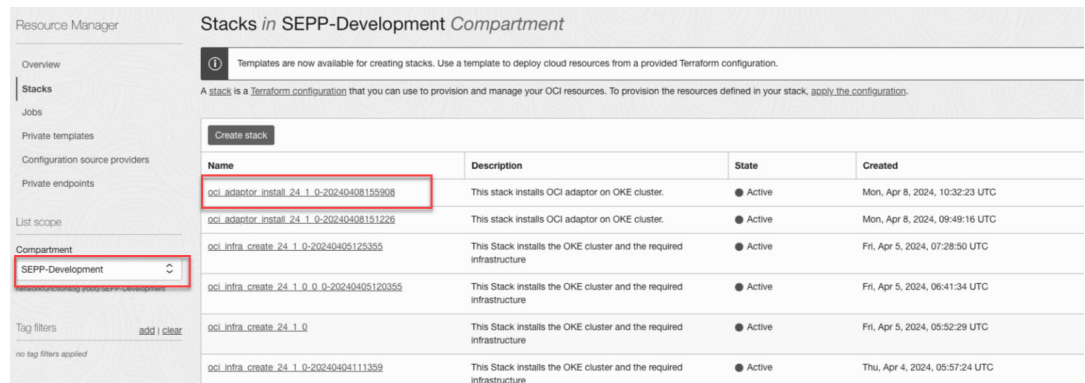 Resource Manager
Overview
Stacks
Jobs
Private templates
Configuration source providers
Private endpoints
List scope
Compartment
SEPP-Development
Tag filters add | clear
no tag filters applied
Stacks in SEPP-Development Compartment
Templates are now available for creating stacks. Use a template to deploy cloud resources from a provided Terraform configuration.
A stack is a Terraform configuration that you can use to provision and manage your OCI resources. To provision the resources defined in your stack, apply the configuration.
Create stack
Name Description State Created
oci_adaptor_install_24_1_0-20240408155908 This stack installs OCI adaptor on OKE cluster. Active Mon, Apr 8, 2024, 10:32:23 UTC
oci_adaptor_install_24_1_0-20240408151226 This stack installs OCI adaptor on OKE cluster. Active Mon, Apr 8, 2024, 09:49:16 UTC
oci_infra_create_24_1_0-20240405125355 This Stack installs the OKE cluster and the required Active Fri, Apr 5, 2024, 07:28:50 UTC
infrastructure
oci_infra_create_24_1_0_0_0-20240405120355 This Stack installs the OKE cluster and the required Active Fri, Apr 5, 2024, 06:41:34 UTC
infrastructure
oci_infra_create_24_1_0 This Stack installs the OKE cluster and the required Active Fri, Apr 5, 2024, 05:52:29 UTC
infrastructure
oci_infra_create_24_1_0-20240404111359 This Stack installs the OKE cluster and the required Active Thu, Apr 4, 2024, 05:57:24 UTC
infrastructure